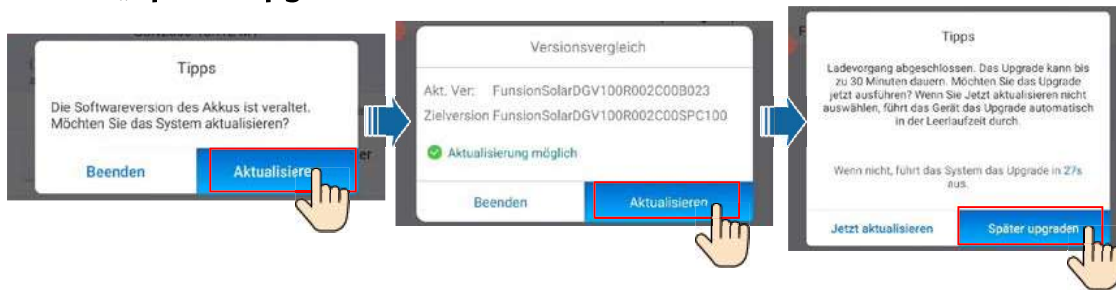 Tipps
Die Softwareversion des Akkus ist veraltet.
Möchten Sie das System aktualisieren?
Beenden
Aktualisieren
Versionsvergleich
Akt. Ver: FunsionSolarDGV100R002C00B023
Zielversion FunsionSolarDGV100R002C00SPC100
Aktualisierung möglich
Beenden
Aktualisieren
Tipps
Ladevorgang abgeschlossen. Das Upgrade kann bis
zu 30 Minuten dauern. Möchten Sie das Upgrade
jetzt ausführen? Wenn Sie Jetzt aktualisieren nicht
auswählen, führt das Gerät das Upgrade automatisch
in der Leerlaufzeit durch.
Wenn nicht, führt das System das Upgrade in 27s
aus.
Jetzt aktualisieren
Später upgraden